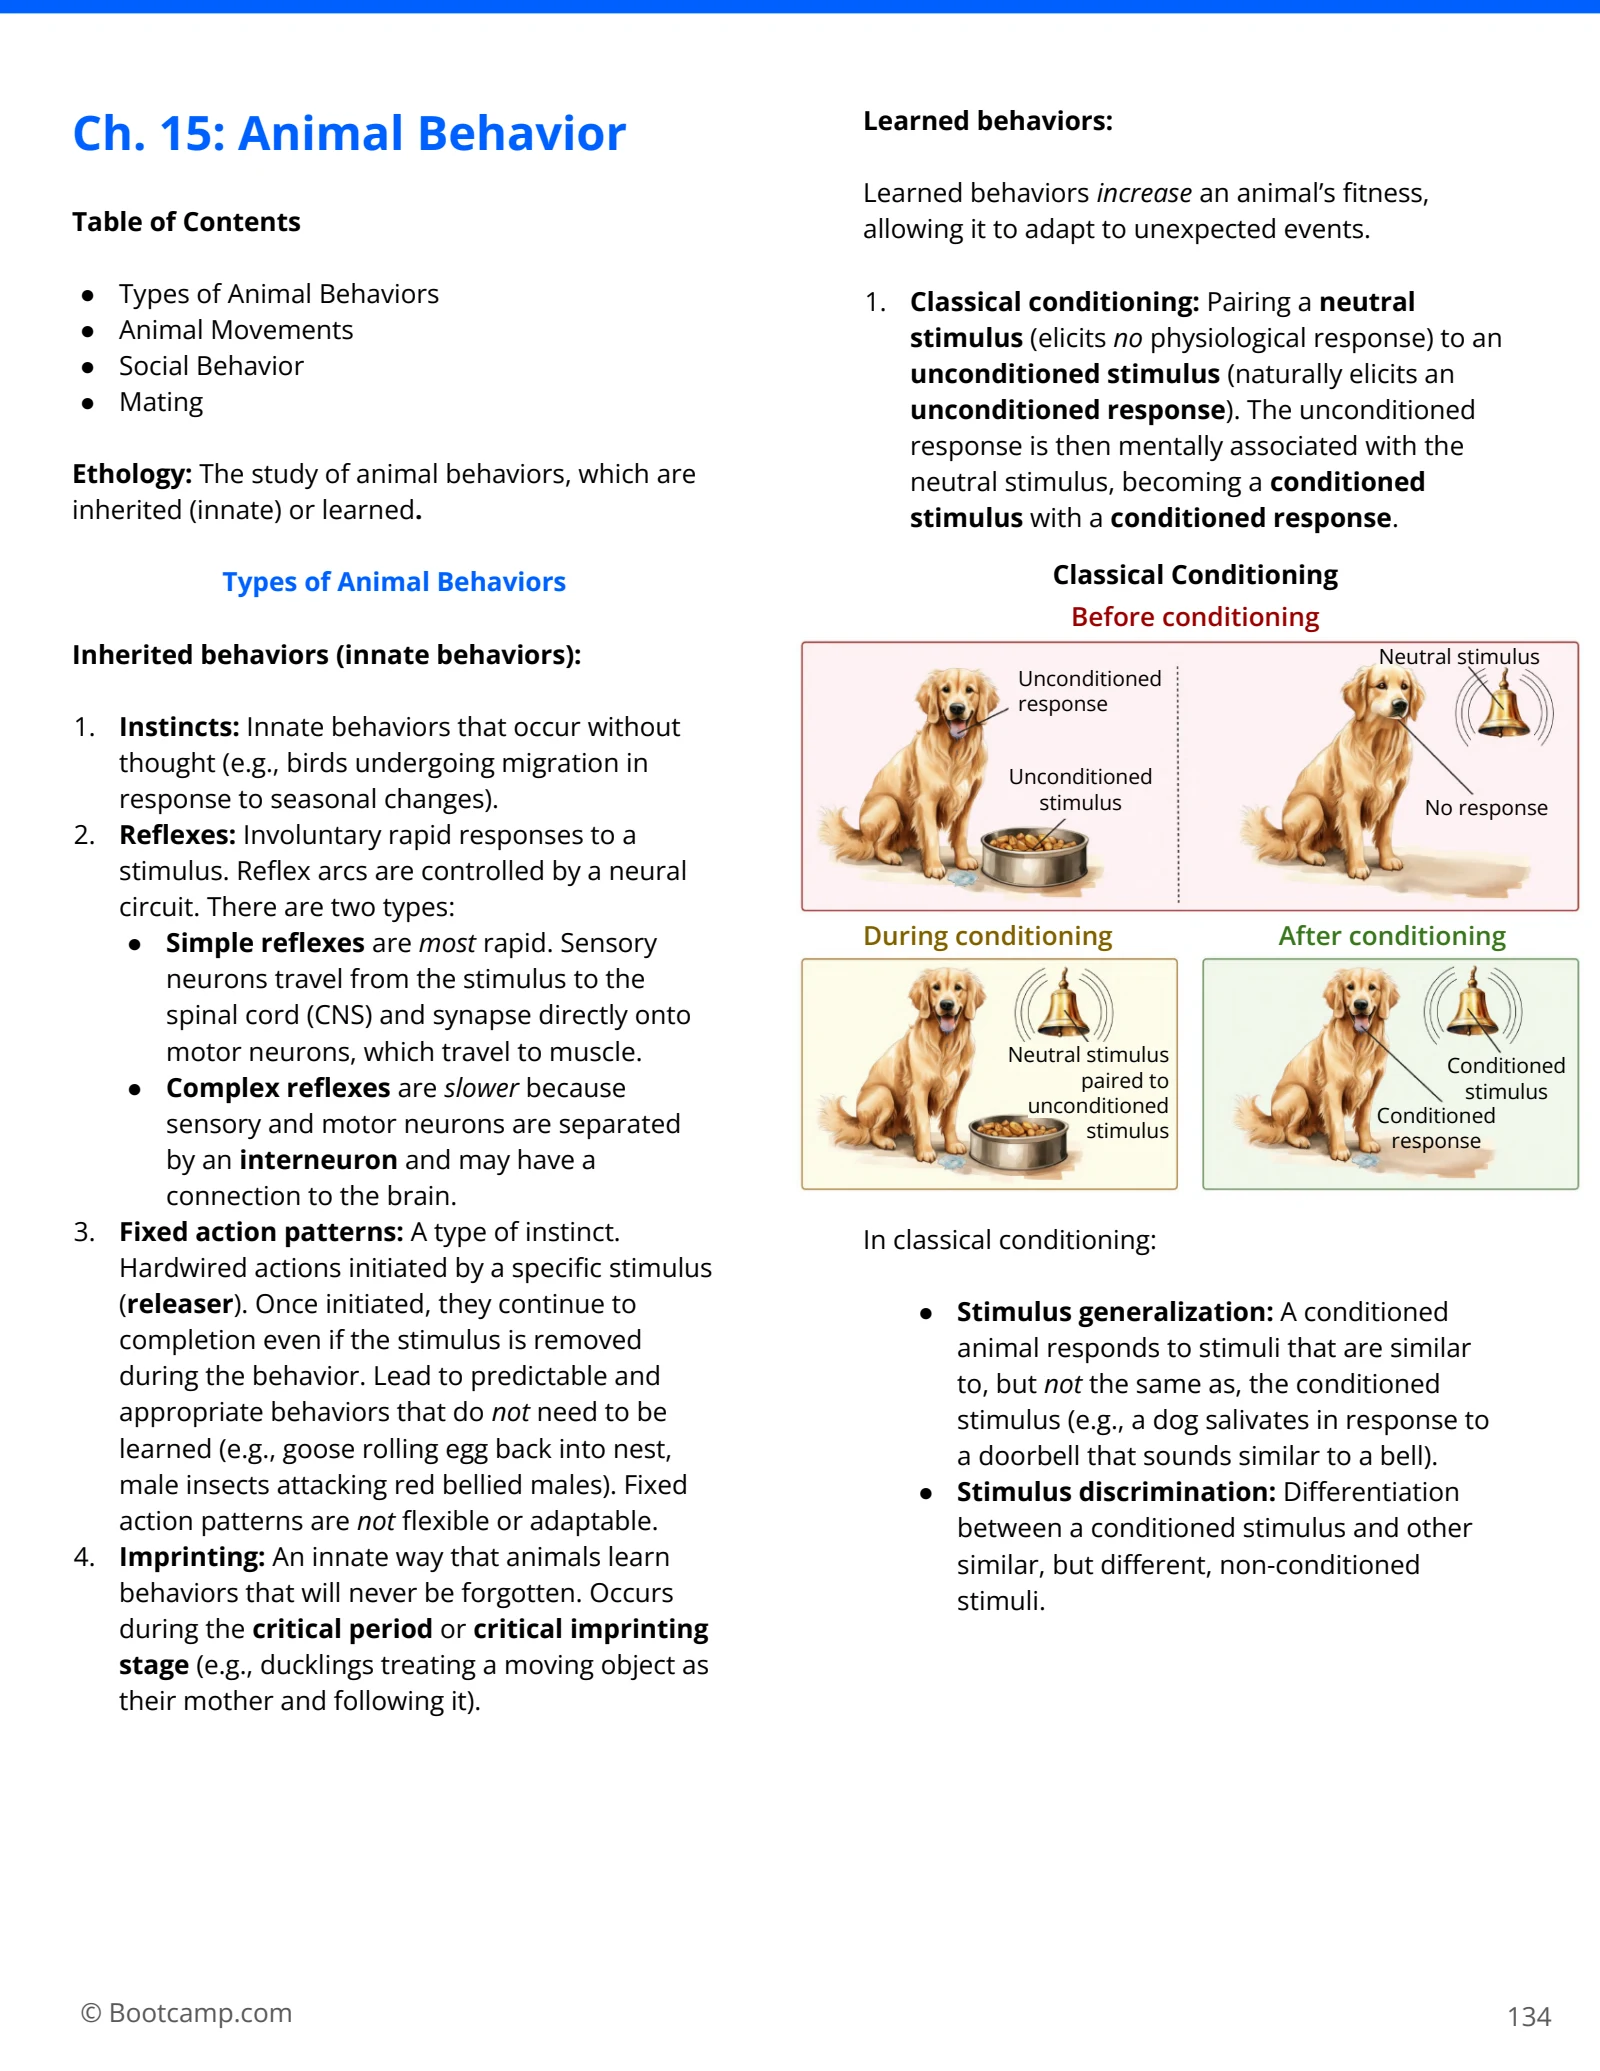 Ch. 15: Animal Behavior
Table of Contents
● Types of Animal Behaviors
● Animal Movements
● Social Behavior
● Mating
Ethology: The study of animal behaviors, which are
inherited (innate) or learned.
Types of Animal Behaviors
Inherited behaviors (innate behaviors):
1. Instincts: Innate behaviors that occur without
thought (e.g., birds undergoing migration in
response to seasonal changes).
2. Reflexes: Involuntary rapid responses to a
stimulus. Reflex arcs are controlled by a neural
circuit. There are two types:
● Simple reflexes are most rapid. Sensory
neurons travel from the stimulus to the
spinal cord (CNS) and synapse directly onto
motor neurons, which travel to muscle.
● Complex reflexes are slower because
sensory and motor neurons are separated
by an interneuron and may have a
connection to the brain.
3. Fixed action patterns: A type of instinct.
Hardwired actions initiated by a specific stimulus
(releaser). Once initiated, they continue to
completion even if the stimulus is removed
during the behavior. Lead to predictable and
appropriate behaviors that do not need to be
learned (e.g., goose rolling egg back into nest,
male insects attacking red bellied males). Fixed
action patterns are not flexible or adaptable.
4. Imprinting: An innate way that animals learn
behaviors that will never be forgotten. Occurs
during the critical period or critical imprinting
stage (e.g., ducklings treating a moving object as
their mother and following it).
Learned behaviors:
Learned behaviors increase an animal’s fitness,
allowing it to adapt to unexpected events.
1. Classical conditioning: Pairing a neutral
stimulus (elicits no physiological response) to an
unconditioned stimulus (naturally elicits an
unconditioned response). The unconditioned
response is then mentally associated with the
neutral stimulus, becoming a conditioned
stimulus with a conditioned response.
Classical Conditioning
Before conditioning
Unconditioned
response
Unconditioned
stimulus
Neutral stimulus
No response
During conditioning
Neutral stimulus
paired to
unconditioned
stimulus
After conditioning
Conditioned
stimulus
Conditioned
response
In classical conditioning:
● Stimulus generalization: A conditioned
animal responds to stimuli that are similar
to, but not the same as, the conditioned
stimulus (e.g., a dog salivates in response to
a doorbell that sounds similar to a bell).
● Stimulus discrimination: Differentiation
between a conditioned stimulus and other
similar, but different, non-conditioned
stimuli.
© Bootcamp.com
134